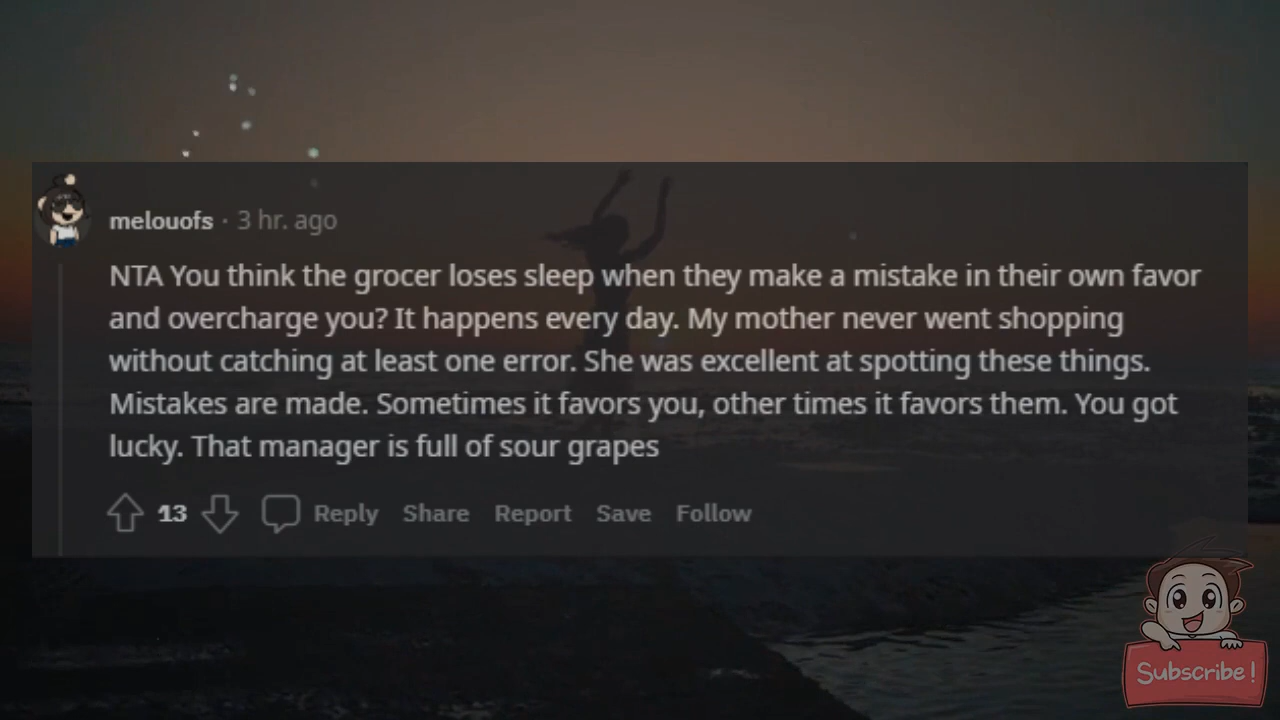 melouofs · 3 hr. ago
NTA You think the grocer loses sleep when they make a mistake in their own favor
and overcharge you? It happens every day. My mother never went shopping
without catching at least one error. She was excellent at spotting these things.
Mistakes are made. Sometimes it favors you, other times it favors them. You got
lucky. That manager is full of sour grapes
13 Reply Share Report Save Follow
Subscribe!